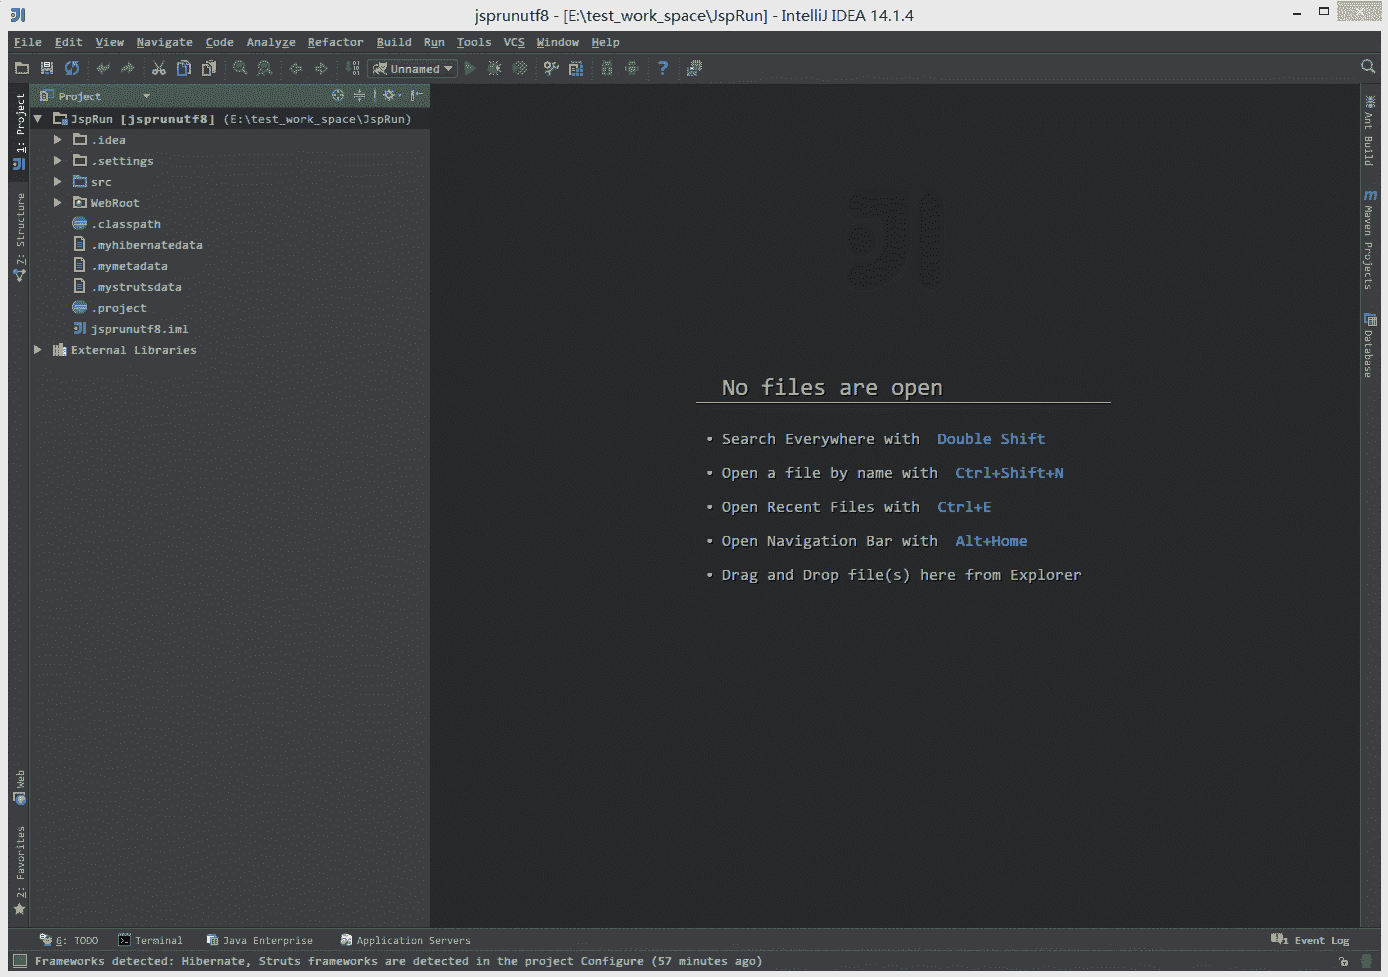 jsprunutf8 - [E:\test_work_space\JspRun] - IntelliJ IDEA 14.1.4
File Edit View Navigate Code Analyze Refactor Build Run Tools VCS Window Help
Unnamed
Project
1: Project
JspRun [jsprunutf8] (E:\test_work_space\JspRun)
.idea
.settings
src
WebRoot
.classpath
.myhibernatedata
.mymetadata
.mystrutsdata
.project
jsprunutf8.iml
External Libraries
7: Structure
Web
2: Favorites
No files are open
• Search Everywhere with Double Shift
• Open a file by name with Ctrl+Shift+N
• Open Recent Files with Ctrl+E
• Open Navigation Bar with Alt+Home
• Drag and Drop file(s) here from Explorer
Ant Build
Maven Projects
Database
6: TODO Terminal Java Enterprise Application Servers 1 Event Log
Frameworks detected: Hibernate, Struts frameworks are detected in the project Configure (57 minutes ago)